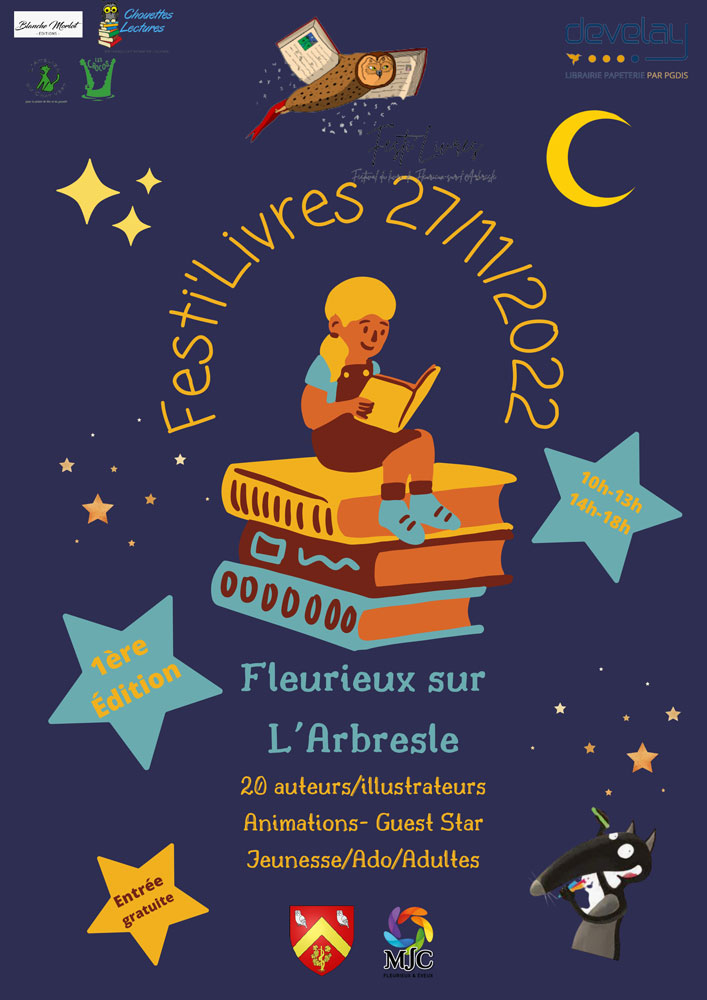 Blanche Morlot
ÉDITIONS
Chouettes
Lectures
develay
LIBRAIRIE PAPETERIE PAR PGDIS
Festi'Livres
Festival du livre de Fleurieux-sur-l'Arbresle
Festi'Livres 27/11/2022
10h-13h
14h-18h
1ère
Édition
Fleurieux sur
L'Arbresle
20 auteurs/illustrateurs
Animations- Guest Star
Jeunesse/Ado/Adultes
Entrée
gratuite
MJC
FLEURIEUX & EVEUX